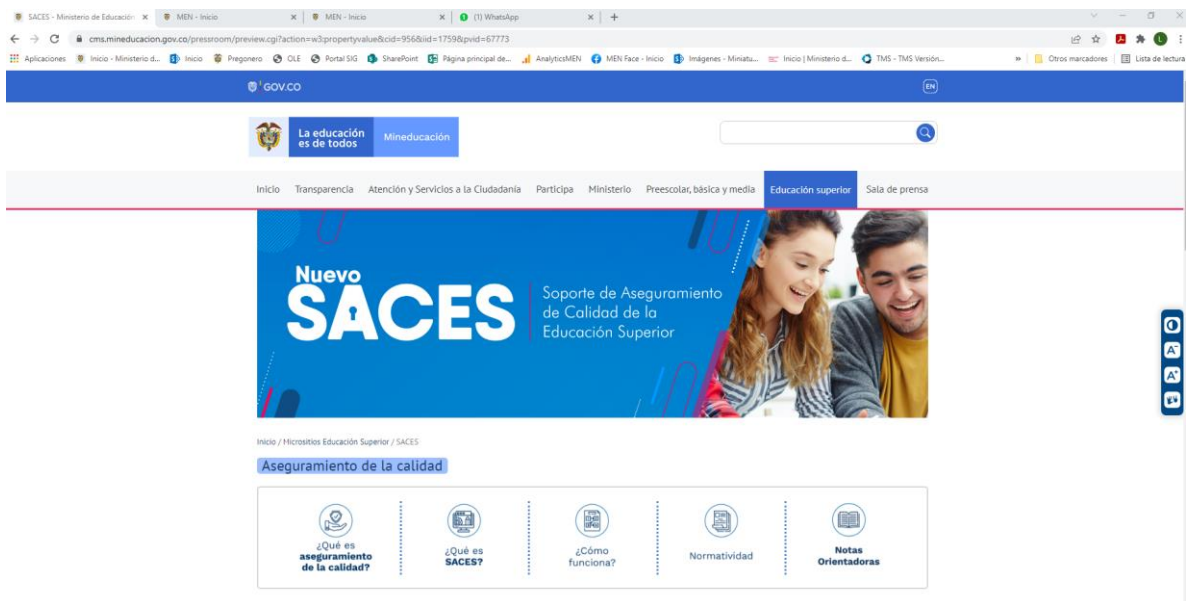 SACES - Ministerio de Educación
MEN - Inicio
MEN - Inicio
(1) WhatsApp
cms.mineducacion.gov.co/pressroom/preview.cgi?action=w3:propertyvalue&cid=956&iid=1759&pvid=67773
Aplicaciones
Inicio - Ministerio d...
Inicio
Pregonero
OLE
Portal SIG
SharePoint
Página principal de...
AnalyticsMEN
MEN Face - Inicio
Imágenes - Miniatu...
Inicio | Ministerio d...
TMS - TMS Versión...
»
Otros marcadores
Lista de lectura
GOV.CO
EN
La educación
es de todos
Mineducación
Inicio
Transparencia
Atención y Servicios a la Ciudadanía
Participa
Ministerio
Preescolar, básica y media
Educación superior
Sala de prensa
Nuevo
SACES
Soporte de Aseguramiento
de Calidad de la
Educación Superior
A-
A+
Inicio / Micrositios Educación Superior / SACES
Aseguramiento de la calidad
¿Qué es
aseguramiento
de la calidad?
¿Qué es
SACES?
¿Cómo
funciona?
Normatividad
Notas
Orientadoras